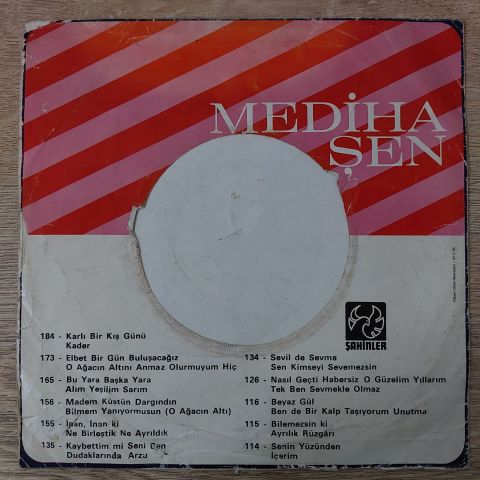 MEDİHA
ŞEN
ŞAHİNLER
184 - Karlı Bir Kış Günü
Kader
173 - Elbet Bir Gün Buluşacağız
O Ağacın Altını Anmaz Olurmuyum Hiç
165 - Bu Yara Başka Yara
Alım Yeşilim Sarım
156 - Madem Küstün Dargındın
Bilmem Yanıyormusun (O Ağacın Altı)
155 - İnan, İnan ki
Ne Birleştik Ne Ayrıldık
135 - Kaybettim mi Seni Ben
Dudaklarında Arzu
134 - Sevil de Sevme
Sen Kimseyi Sevemezsin
126 - Nasıl Geçti Habersiz O Güzelim Yıllarım
Tek Ben Sevmekle Olmaz
116 - Beyaz Gül
Ben de Bir Kalp Taşıyorum Unutma
115 - Bilemezsin ki
Ayrılık Rüzgârı
114 - Senin Yüzünden
İçerim